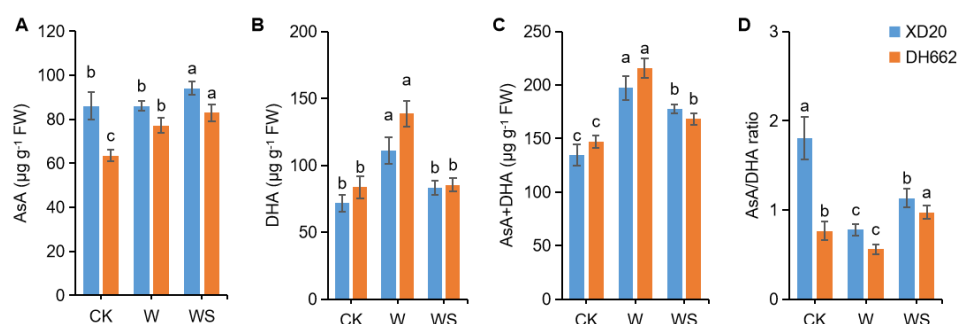 A
AsA (µg g⁻¹ FW)
120
100
80
60
40
20
0
b
c
b
b
a
a
CK W WS
B
DHA (µg g⁻¹ FW)
200
150
100
50
0
b
b
a
a
b
b
CK W WS
C
AsA+DHA (µg g⁻¹ FW)
250
200
150
100
50
0
c
c
a
a
b
b
CK W WS
D
AsA/DHA ratio
3
2
1
0
a
b
c
c
b
a
CK W WS
XD20
DH662